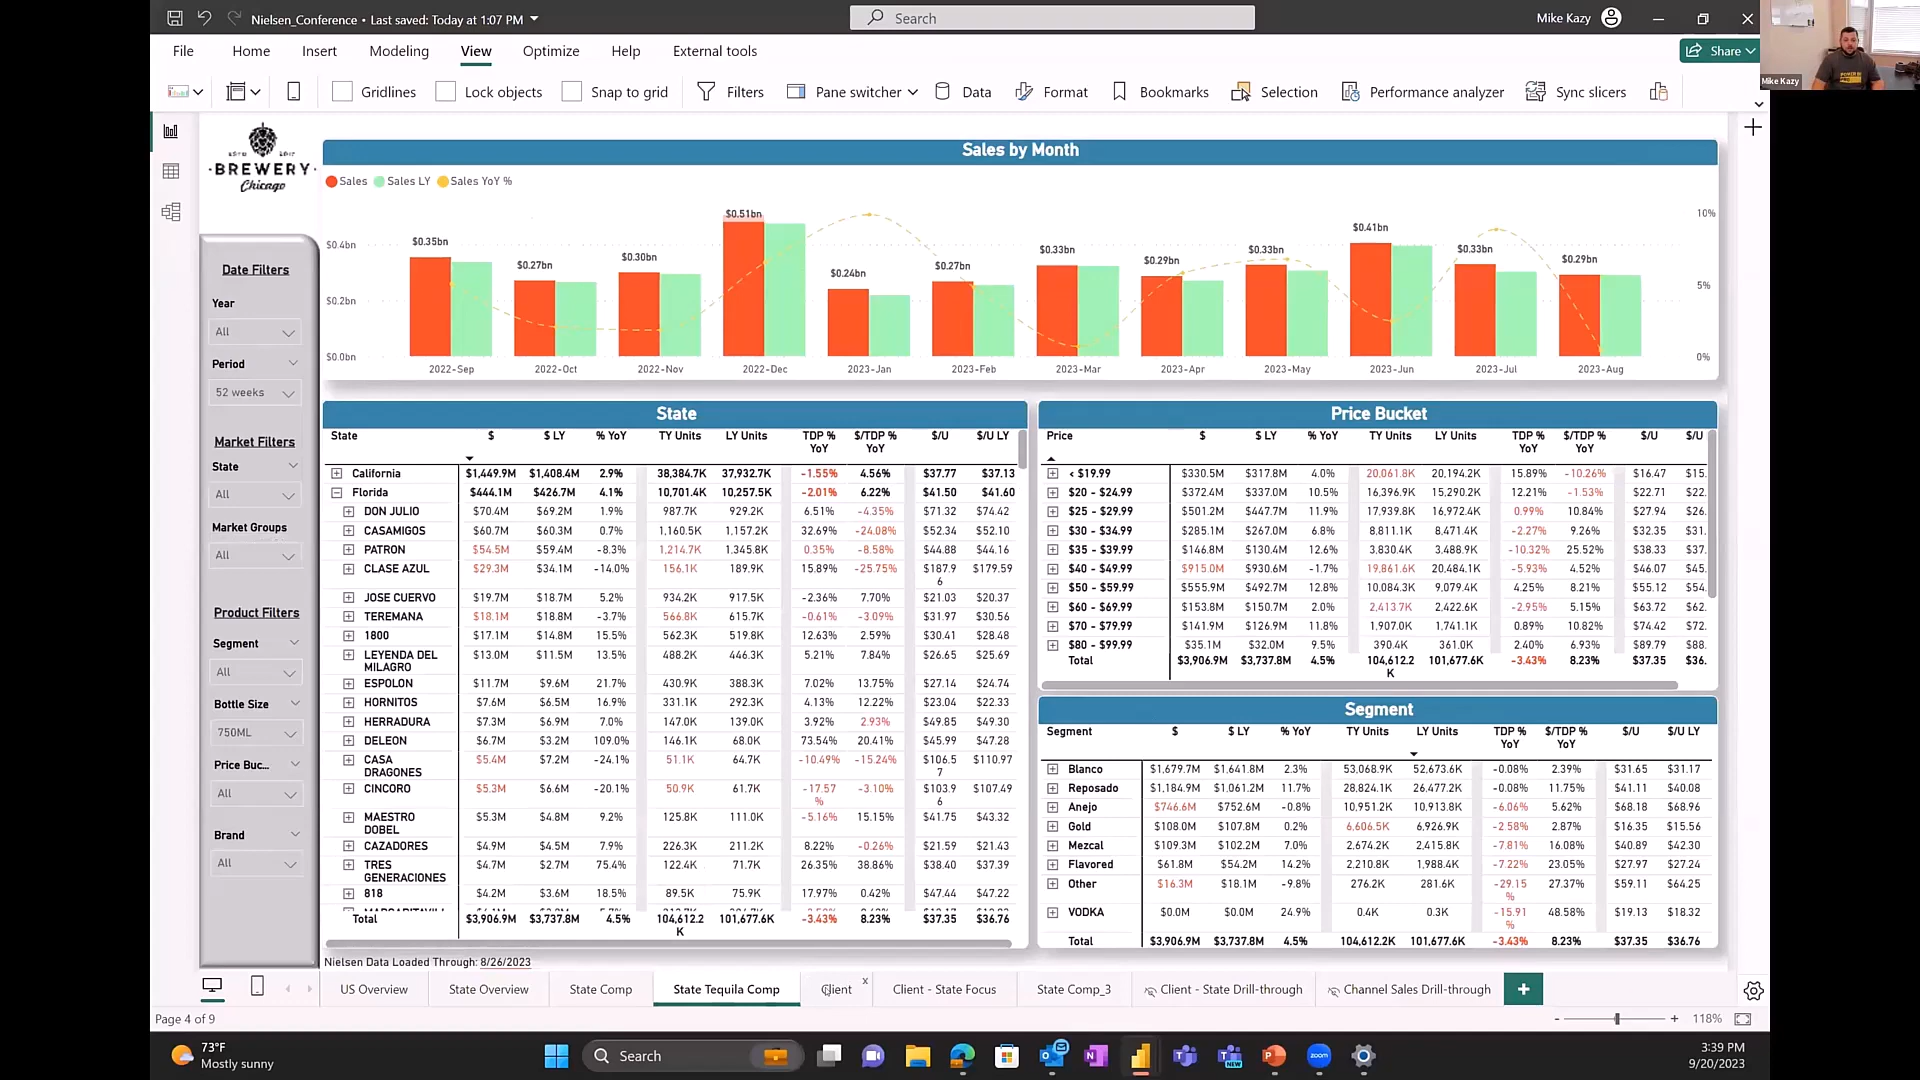 Nielsen_Conference • Last saved: Today at 1:07 PM
Search
Mike Kazy
File Home Insert Modeling View Optimize Help External tools
Share
Mike Kazy
Gridlines Lock objects Snap to grid Filters Pane switcher Data Format Bookmarks Selection Performance analyzer Sync slicers
BREWERY
Chicago
Sales by Month
Sales Sales LY Sales YoY %
$0.4bn
$0.2bn
$0.0bn
$0.35bn $0.27bn $0.30bn $0.51bn $0.24bn $0.27bn $0.33bn $0.29bn $0.33bn $0.41bn $0.33bn $0.29bn
10%
5%
0%
2022-Sep 2022-Oct 2022-Nov 2022-Dec 2023-Jan 2023-Feb 2023-Mar 2023-Apr 2023-May 2023-Jun 2023-Jul 2023-Aug
Date Filters
Year
All
Period
52 weeks
Market Filters
State
All
Market Groups
All
Product Filters
Segment
All
Bottle Size
750ML
Price Buc...
All
Brand
All
State
State $ $ LY % YoY TY Units LY Units TDP % YoY $/TDP % YoY $/U $/U LY
California $1,449.9M $1,408.4M 2.9% 38,384.7K 37,932.7K -1.55% 4.56% $37.77 $37.13
Florida $444.1M $426.7M 4.1% 10,701.4K 10,257.5K -2.01% 6.22% $41.50 $41.60
DON JULIO $70.4M $69.2M 1.9% 987.7K 929.2K 6.51% -4.35% $71.32 $74.42
CASAMIGOS $60.7M $60.3M 0.7% 1,160.5K 1,157.2K 32.69% -24.08% $52.34 $52.10
PATRON $54.5M $59.4M -8.3% 1,214.7K 1,345.8K 0.35% -8.58% $44.88 $44.16
CLASE AZUL $29.3M $34.1M -14.0% 156.1K 189.9K 15.89% -25.75% $187.96 $179.59
JOSE CUERVO $19.7M $18.7M 5.2% 934.2K 917.5K -2.36% 7.70% $21.03 $20.37
TEREMANA $18.1M $18.8M -3.7% 566.8K 615.7K -0.61% -3.09% $31.97 $30.56
1800 $17.1M $14.8M 15.5% 562.3K 519.8K 12.63% 2.59% $30.41 $28.48
LEYENDA DEL MILAGRO $13.0M $11.5M 13.5% 488.2K 446.3K 5.21% 7.84% $26.65 $25.69
ESPOLON $11.7M $9.6M 21.7% 430.9K 388.3K 7.02% 13.75% $27.14 $24.74
HORNITOS $7.6M $6.5M 16.9% 331.1K 292.3K 4.13% 12.22% $23.04 $22.33
HERRADURA $7.3M $6.9M 7.0% 147.0K 139.0K 3.92% 2.93% $49.85 $49.30
DELEON $6.7M $3.2M 109.0% 146.1K 68.0K 73.54% 20.41% $45.99 $47.28
CASA DRAGONES $5.4M $7.2M -24.1% 51.1K 64.7K -10.49% -15.24% $106.57 $110.97
CINCORO $5.3M $6.6M -20.1% 50.9K 61.7K -17.57% -3.10% $103.96 $107.49
MAESTRO DOBEL $5.3M $4.8M 9.2% 125.8K 111.0K -5.16% 15.15% $41.75 $43.32
CAZADORES $4.9M $4.5M 7.9% 226.3K 211.2K 8.22% -0.26% $21.59 $21.43
TRES GENERACIONES $4.7M $2.7M 75.4% 122.4K 71.7K 26.35% 38.86% $38.40 $37.39
818 $4.2M $3.6M 18.5% 89.5K 75.9K 17.97% 0.42% $47.44 $47.22
Total $3,906.9M $3,737.8M 4.5% 104,612.2K 101,677.6K -3.43% 8.23% $37.35 $36.76
Price Bucket
Price $ $ LY % YoY TY Units LY Units TDP % YoY $/TDP % YoY $/U $/U
< $19.99 $330.5M $317.8M 4.0% 20,061.8K 20,194.2K 15.89% -10.26% $16.47 $15.
$20 - $24.99 $372.4M $337.0M 10.5% 16,396.9K 15,290.2K 12.21% -1.53% $22.71 $22.
$25 - $29.99 $501.2M $447.7M 11.9% 17,939.8K 16,972.4K 0.99% 10.84% $27.94 $26.
$30 - $34.99 $285.1M $267.0M 6.8% 8,811.1K 8,471.4K -2.27% 9.26% $32.35 $31.
$35 - $39.99 $146.8M $130.4M 12.6% 3,830.4K 3,488.9K -10.32% 25.52% $38.33 $37.
$40 - $49.99 $915.0M $930.6M -1.7% 19,861.6K 20,484.1K -5.93% 4.52% $46.07 $45.
$50 - $59.99 $555.9M $492.7M 12.8% 10,084.3K 9,079.4K 4.25% 8.21% $55.12 $54.
$60 - $69.99 $153.8M $150.7M 2.0% 2,413.7K 2,422.6K -2.95% 5.15% $63.72 $62.
$70 - $79.99 $141.9M $126.9M 11.8% 1,907.0K 1,741.1K 0.89% 10.82% $74.42 $72.
$80 - $99.99 $35.1M $32.0M 9.5% 390.4K 361.0K 2.40% 6.93% $89.79 $88.
Total $3,906.9M $3,737.8M 4.5% 104,612.2K 101,677.6K -3.43% 8.23% $37.35 $36.
Segment
Segment $ $ LY % YoY TY Units LY Units TDP % YoY $/TDP % YoY $/U $/U LY
Blanco $1,679.7M $1,641.8M 2.3% 53,068.9K 52,673.6K -0.08% 2.39% $31.65 $31.17
Reposado $1,184.9M $1,061.2M 11.7% 28,824.1K 26,477.2K -0.08% 11.75% $41.11 $40.08
Anejo $746.6M $752.6M -0.8% 10,951.2K 10,913.8K -6.06% 5.62% $68.18 $68.96
Gold $108.0M $107.8M 0.2% 6,606.5K 6,926.9K -2.58% 2.87% $16.35 $15.56
Mezcal $109.3M $102.2M 7.0% 2,674.2K 2,415.8K -7.81% 16.08% $40.89 $42.30
Flavored $61.8M $54.2M 14.2% 2,210.8K 1,988.4K -7.22% 23.05% $27.97 $27.24
Other $16.3M $18.1M -9.8% 276.2K 281.6K -29.15% 27.37% $59.11 $64.25
VODKA $0.0M $0.0M 24.9% 0.4K 0.3K -15.91% 48.58% $19.13 $18.32
Total $3,906.9M $3,737.8M 4.5% 104,612.2K 101,677.6K -3.43% 8.23% $37.35 $36.76
Nielsen Data Loaded Through: 8/26/2023
US Overview State Overview State Comp State Tequila Comp Client x Client - State Focus State Comp_3 Client - State Drill-through Channel Sales Drill-through
Page 4 of 9
118%
73°F
Mostly sunny
Search
zoom
NEW
3:39 PM
9/20/2023